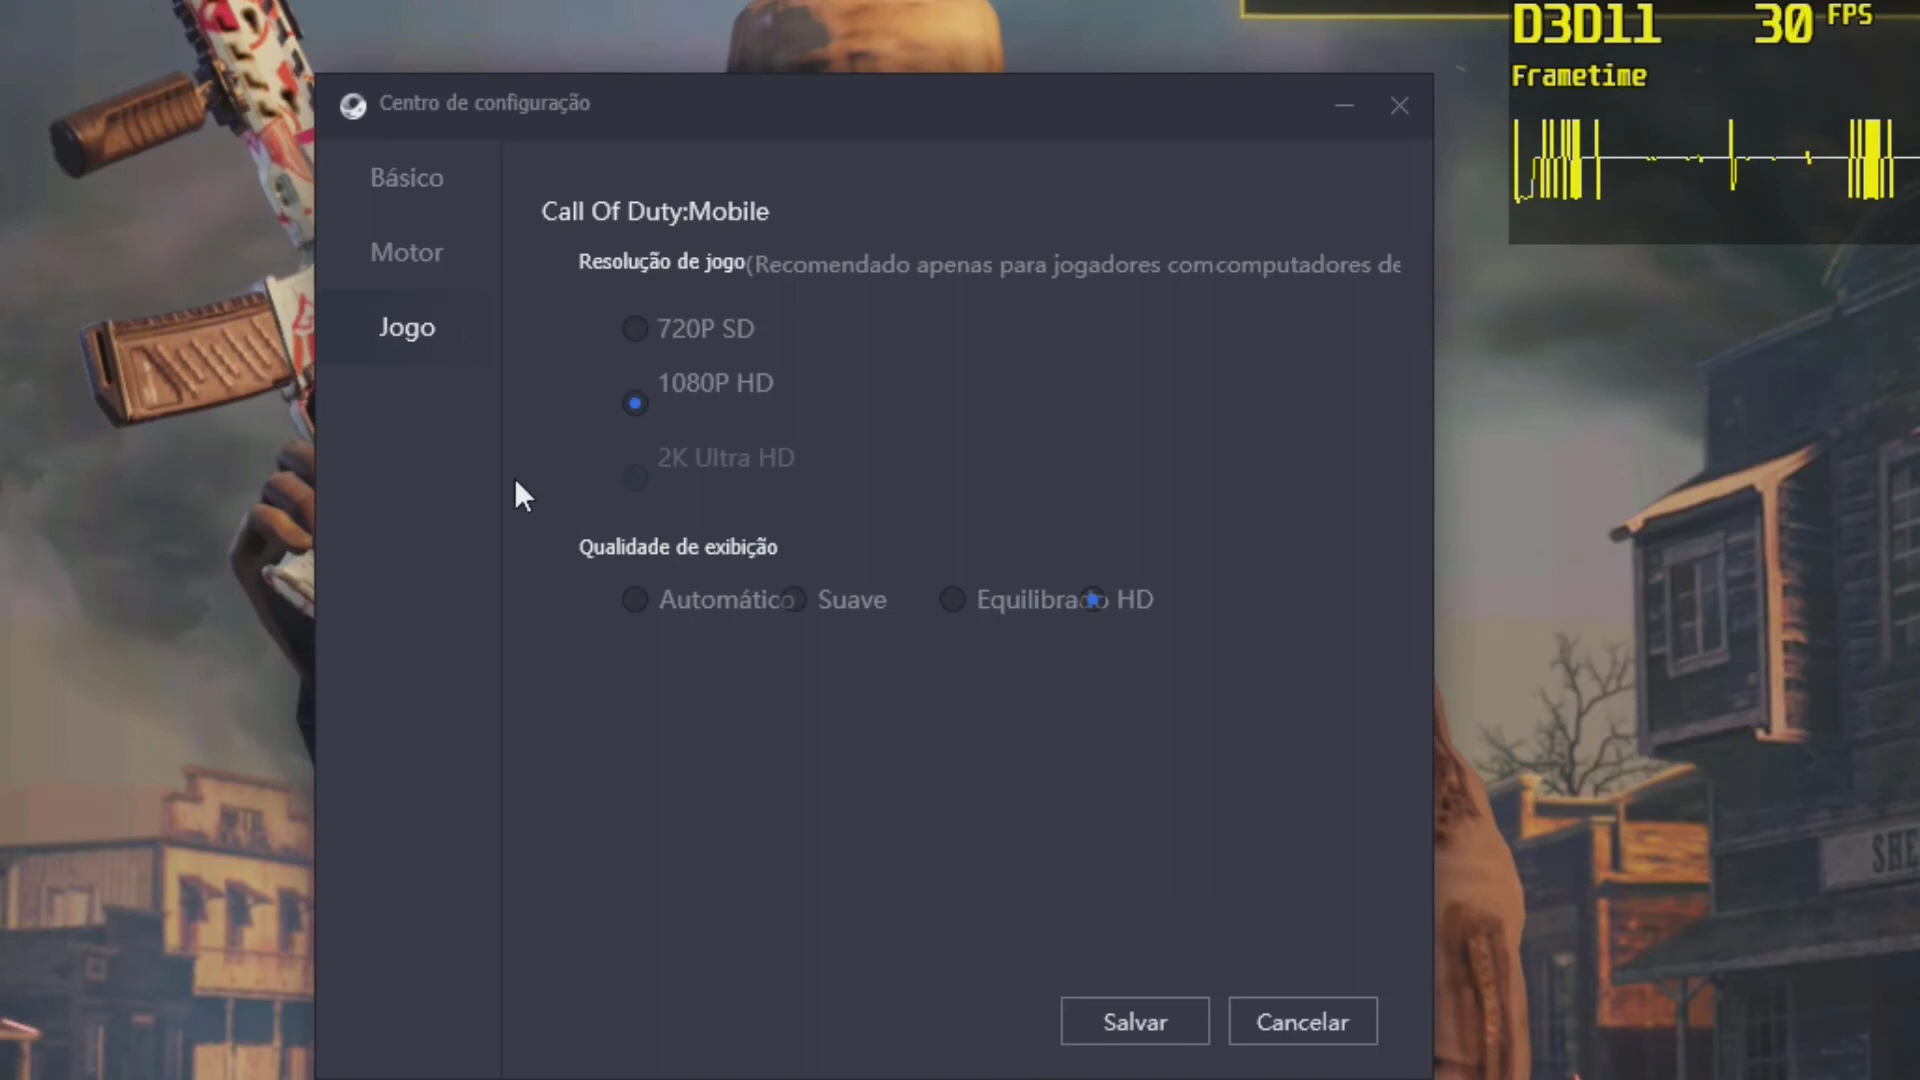 D3D11 30 FPS
Frametime
Centro de configuração
Básico
Motor
Jogo
Call Of Duty:Mobile
Resolução de jogo(Recomendado apenas para jogadores comcomputadores de
720P SD
1080P HD
2K Ultra HD
Qualidade de exibição
Automático Suave Equilibrado HD
Salvar Cancelar
SHE